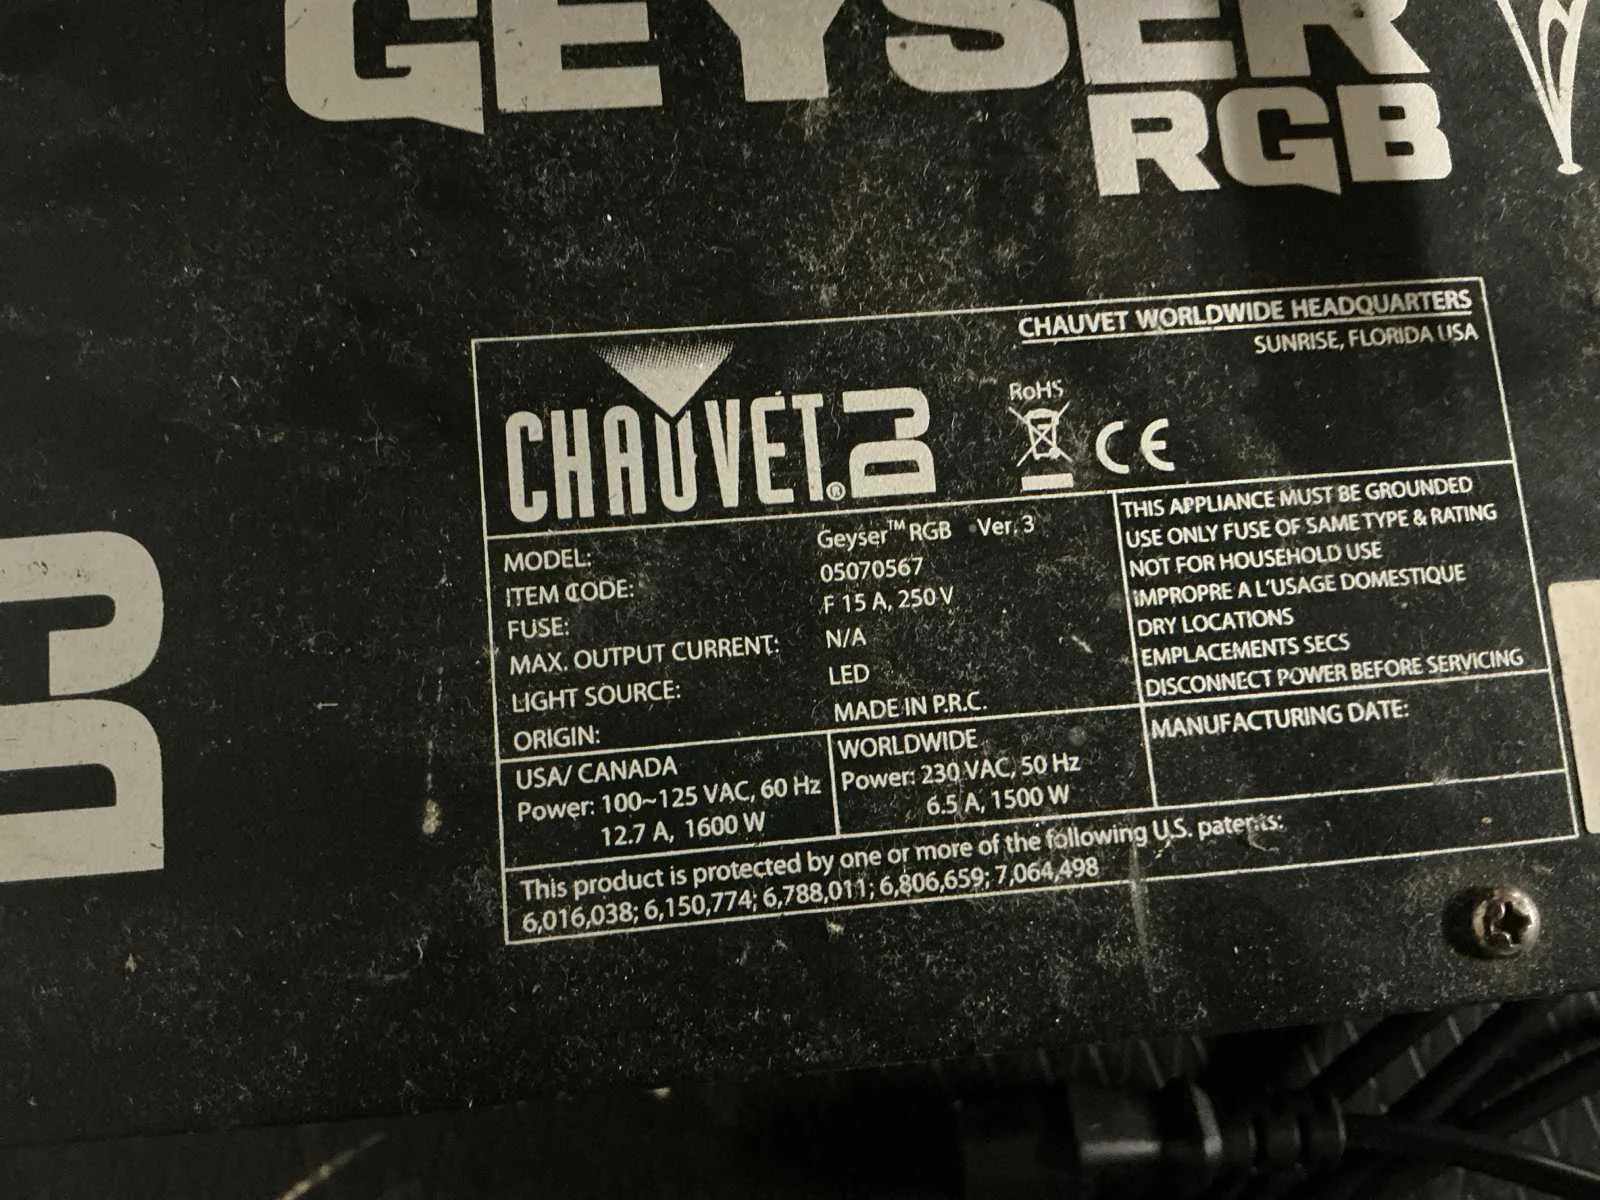 GEYSER
RGB
CHAUVET WORLDWIDE HEADQUARTERS
SUNRISE, FLORIDA USA
CHAUVET® DJ
RoHS
CE
MODEL: Geyser™ RGB Ver. 3
ITEM CODE: 05070567
FUSE: F 15 A, 250 V
MAX. OUTPUT CURRENT: N/A
LIGHT SOURCE: LED
ORIGIN: MADE IN P.R.C.
THIS APPLIANCE MUST BE GROUNDED
USE ONLY FUSE OF SAME TYPE & RATING
NOT FOR HOUSEHOLD USE
IMPROPRE A L'USAGE DOMESTIQUE
DRY LOCATIONS
EMPLACEMENTS SECS
DISCONNECT POWER BEFORE SERVICING
USA/ CANADA
Power: 100~125 VAC, 60 Hz
12.7 A, 1600 W
WORLDWIDE
Power: 230 VAC, 50 Hz
6.5 A, 1500 W
MANUFACTURING DATE:
This product is protected by one or more of the following U.S. patents:
6,016,038; 6,150,774; 6,788,011; 6,806,659; 7,064,498